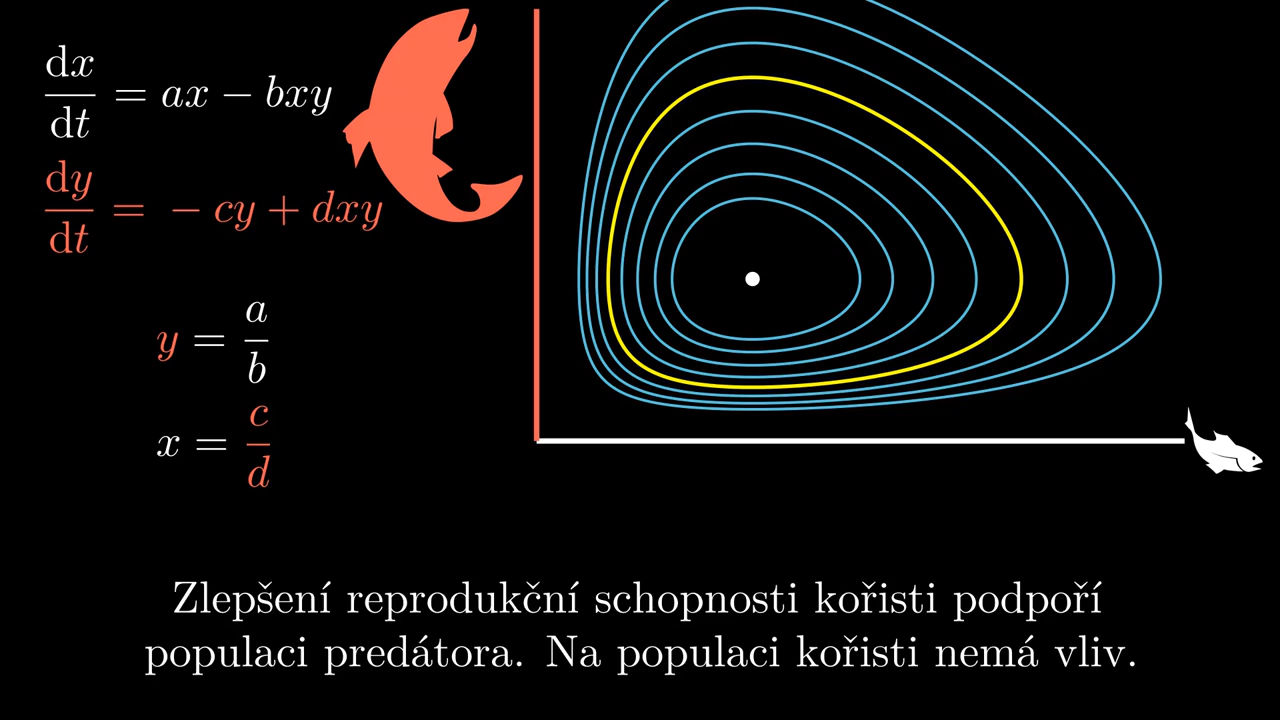 dx/dt = ax − bxy
dy/dt = − cy + dxy
y = a/b
x = c/d
Zlepšení reprodukční schopnosti kořisti podpoří
populaci predátora. Na populaci kořisti nemá vliv.